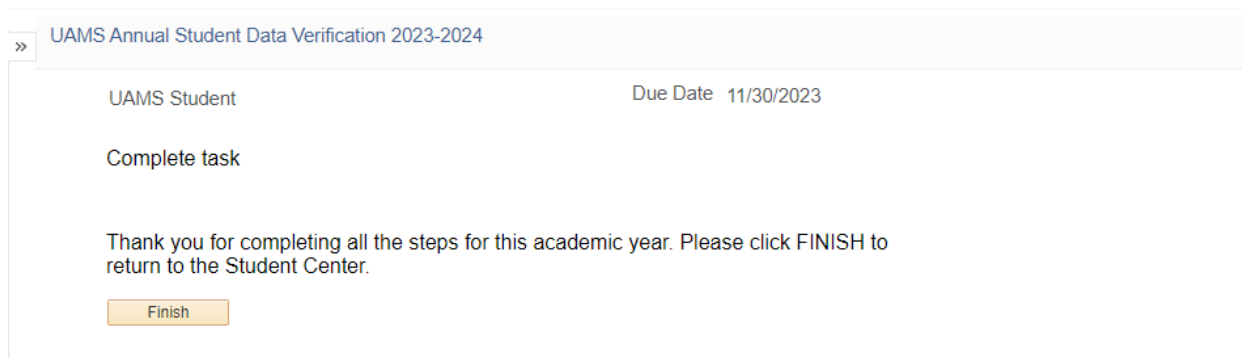 UAMS Annual Student Data Verification 2023-2024
»
UAMS Student
Due Date 11/30/2023
Complete task
Thank you for completing all the steps for this academic year. Please click FINISH to
return to the Student Center.
Finish